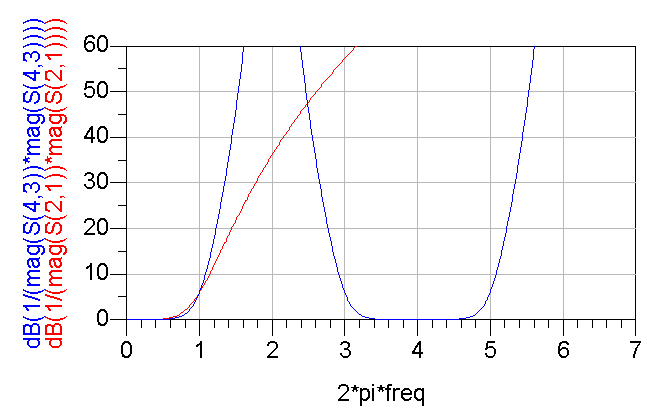 dB(1/(mag(S(4,3))*mag(S(4,3))))
dB(1/(mag(S(2,1))*mag(S(2,1))))
60
50
40
30
20
10
0
0 1 2 3 4 5 6 7
2*pi*freq